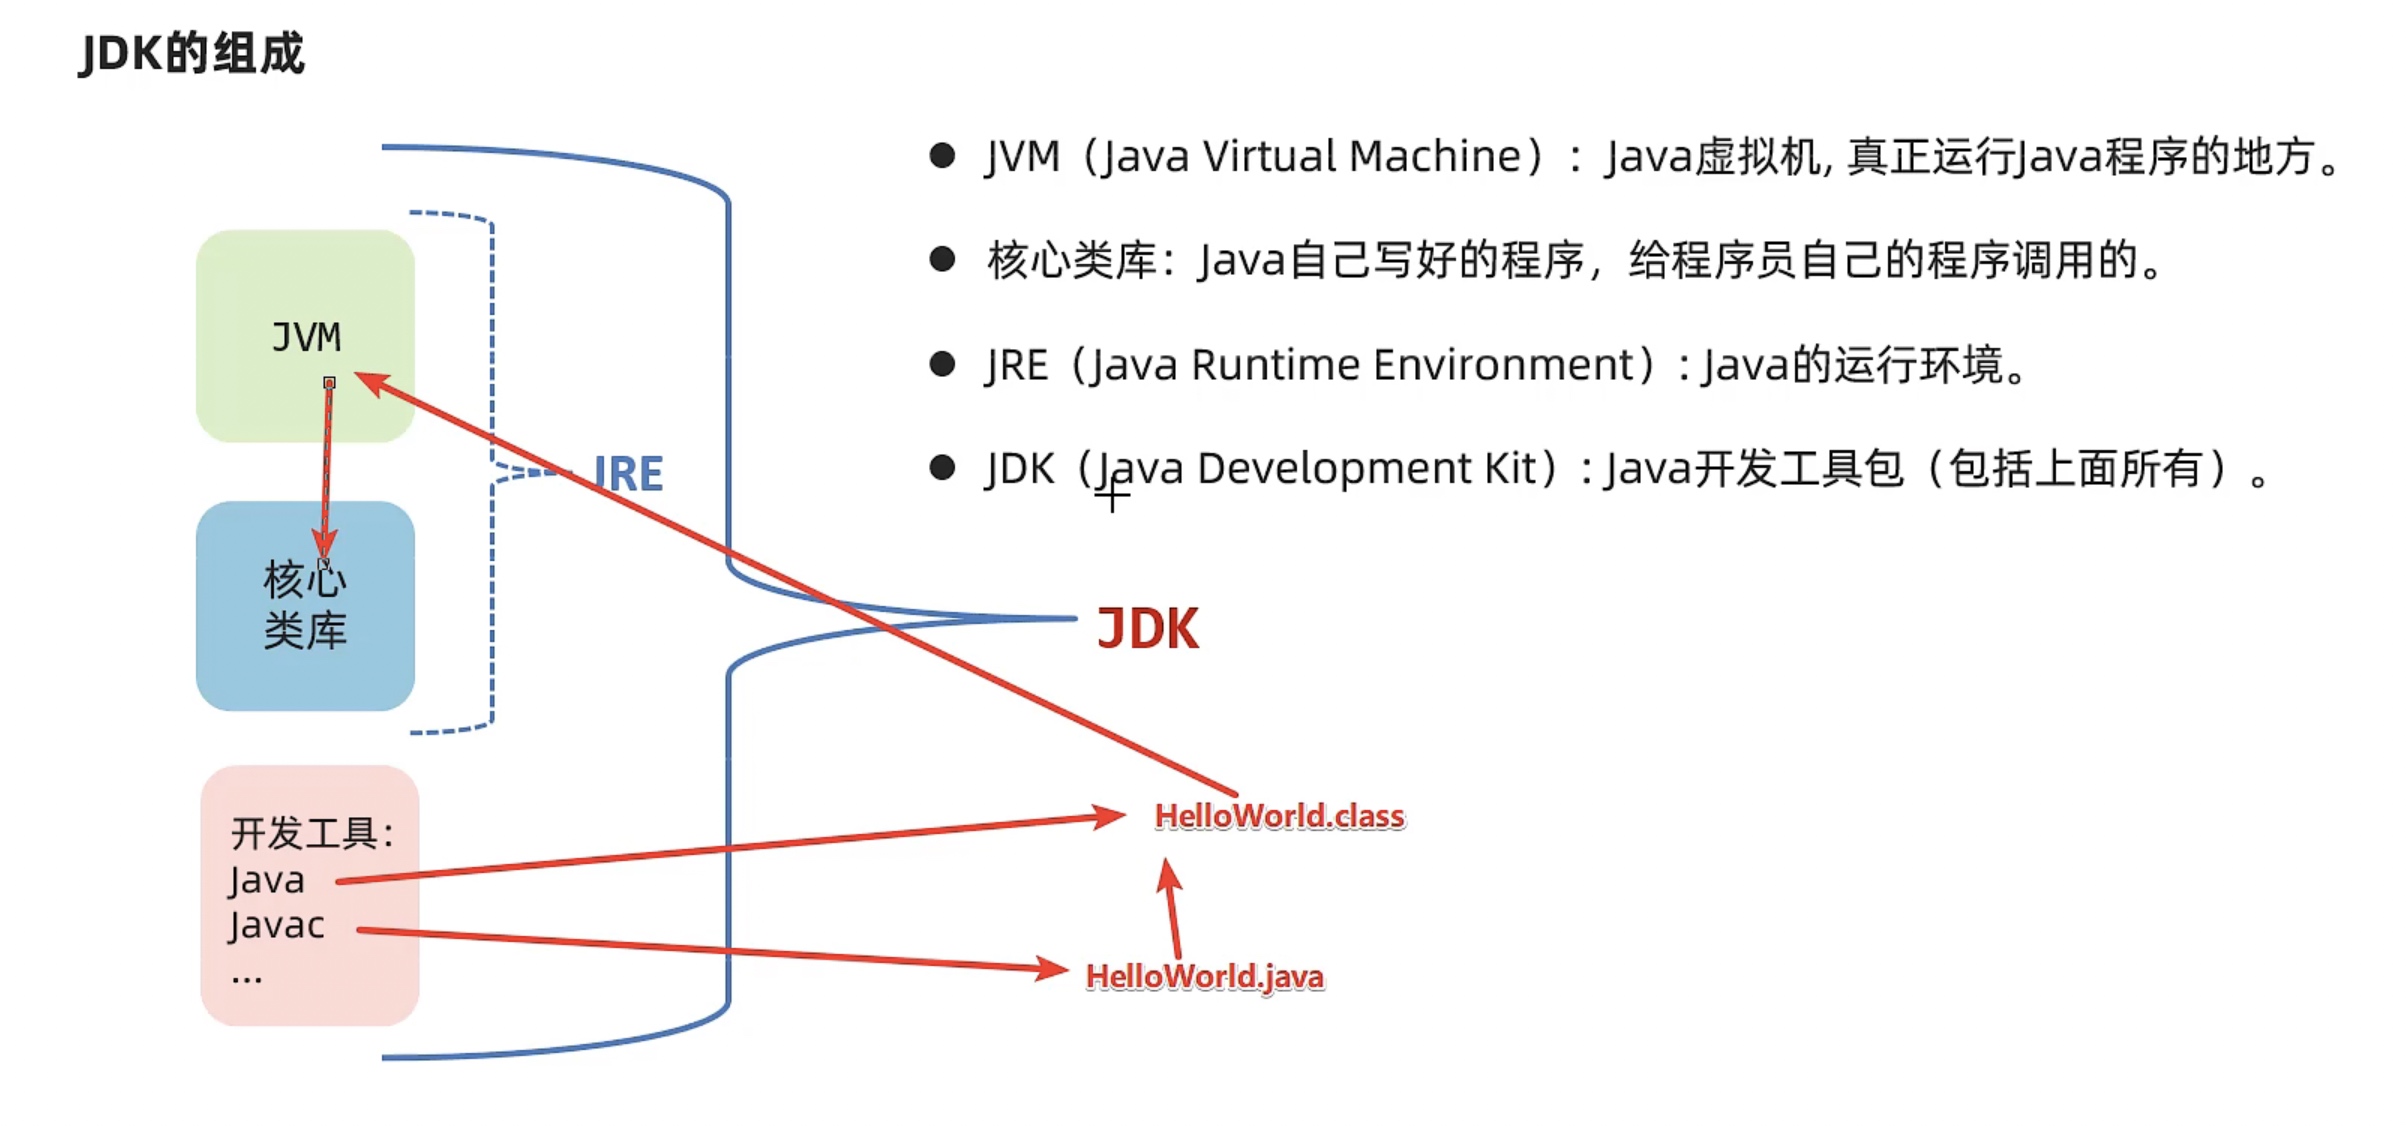 JDK的组成
JVM（Java Virtual Machine）：Java虚拟机, 真正运行Java程序的地方。
核心类库：Java自己写好的程序，给程序员自己的程序调用的。
JRE（Java Runtime Environment）: Java的运行环境。
JDK（Java Development Kit）: Java开发工具包（包括上面所有）。
JVM
核心
类库
JRE
JDK
开发工具：
Java
Javac
...
HelloWorld.class
HelloWorld.java